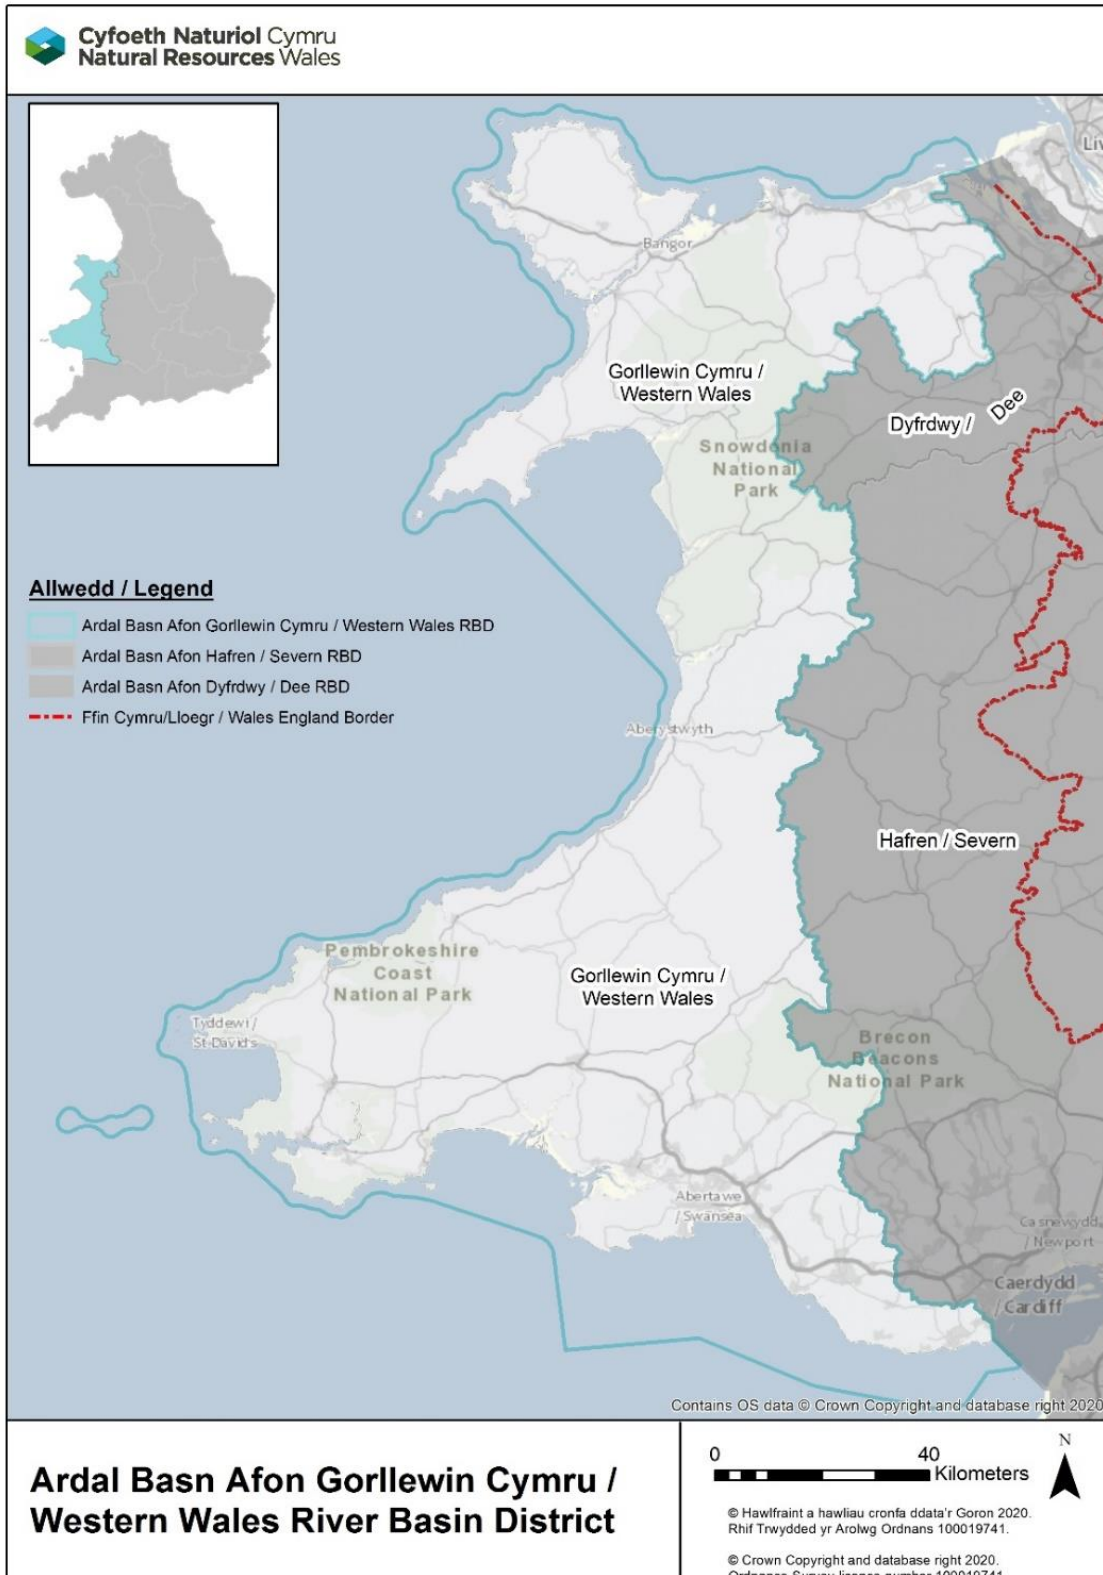 Cyfoeth Naturiol Cymru
Natural Resources Wales
Bangor
Gorllewin Cymru /
Western Wales
Dyfrdwy / Dee
Snowdonia
National
Park
Allwedd / Legend
Ardal Basn Afon Gorllewin Cymru / Western Wales RBD
Ardal Basn Afon Hafren / Severn RBD
Ardal Basn Afon Dyfrdwy / Dee RBD
Ffin Cymru/Lloegr / Wales England Border
Aberystwyth
Hafren / Severn
Pembrokeshire
Coast
National Park
Gorllewin Cymru /
Western Wales
Tyddewi /
St Davids
Brecon
Beacons
National Park
Abertawe
/ Swansea
Casnewydd
/ Newport
Caerdydd
/ Cardiff
Contains OS data © Crown Copyright and database right 2020
Ardal Basn Afon Gorllewin Cymru /
Western Wales River Basin District
0 40
Kilometers
N
© Hawlfraint a hawliau cronfa ddata'r Goron 2020.
Rhif Trwydded yr Arolwg Ordnans 100019741.
© Crown Copyright and database right 2020.
Ordnance Survey licence number 100019741.